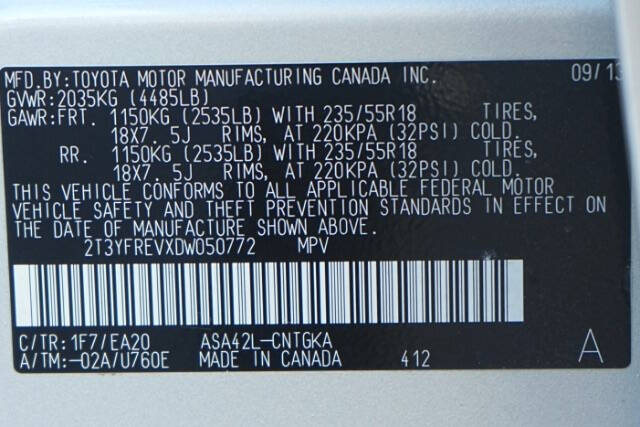 MFD.BY:TOYOTA MOTOR MANUFACTURING CANADA INC. 09/13
GVWR:2035KG (4485LB)
GAWR:FRT. 1150KG (2535LB) WITH 235/55R18 TIRES,
18X7.5J RIMS, AT 220KPA (32PSI) COLD.
RR. 1150KG (2535LB) WITH 235/55R18 TIRES,
18X7.5J RIMS, AT 220KPA (32PSI) COLD.
THIS VEHICLE CONFORMS TO ALL APPLICABLE FEDERAL MOTOR
VEHICLE SAFETY AND THEFT PREVENTION STANDARDS IN EFFECT ON
THE DATE OF MANUFACTURE SHOWN ABOVE.
2T3YFREVXDW050772 MPV
C/TR:1F7/EA20 ASA42L-CNTGKA
A/TM:-02A/U760E MADE IN CANADA 412 A